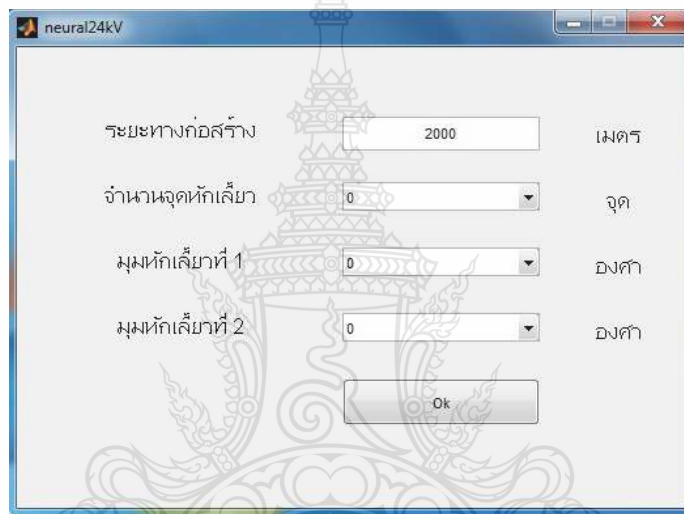 neural24kV
ระยะทางก่อสร้าง 2000 เมตร
จำนวนจุดหักเลี้ยว 0 จุด
มุมหักเลี้ยวที่ 1 0 องศา
มุมหักเลี้ยวที่ 2 0 องศา
Ok